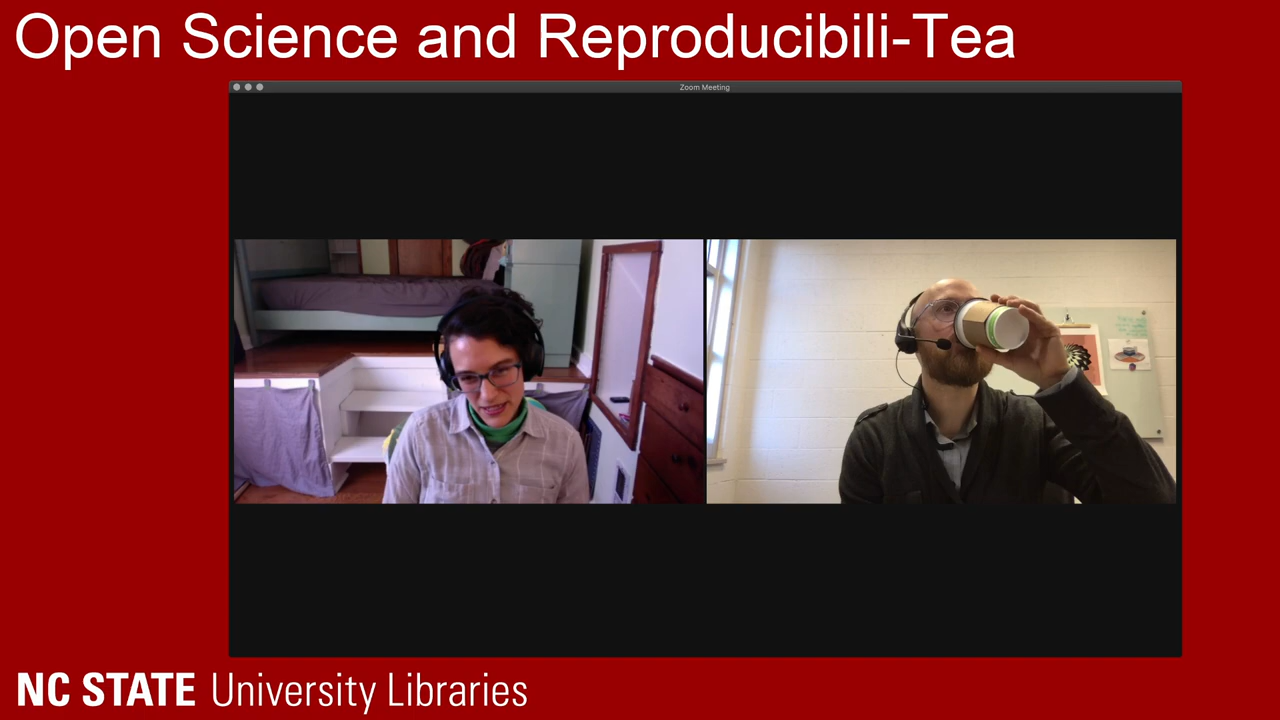 Open Science and Reproducibili-Tea
Zoom Meeting
NC STATE University Libraries